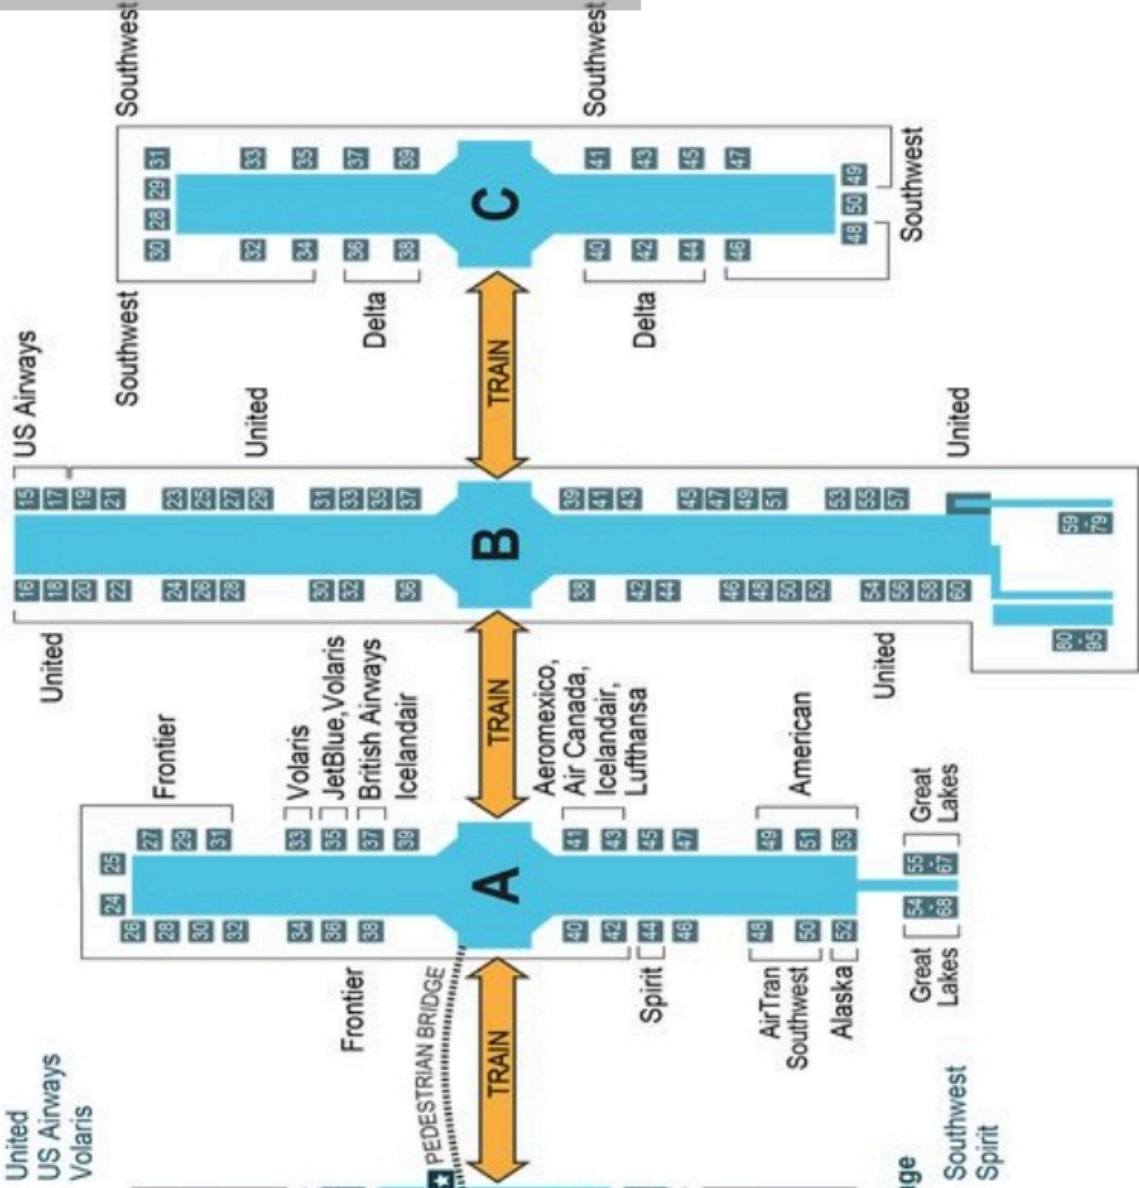 Southwest
Southwest
31
29
28
30
33
35
37
39
41
43
45
47
49
50
48
32
34
36
38
40
42
44
46
C
Southwest
Southwest
Delta
Delta
TRAIN
US Airways
United
United
15
17
19
21
23
25
27
29
31
33
35
37
39
41
43
45
47
49
51
53
55
57
59
-
79
B
16
18
20
22
24
26
28
30
32
36
38
42
44
46
48
50
52
54
56
58
60
80
-
95
United
United
TRAIN
Frontier
Volaris
JetBlue,Volaris
British Airways
Icelandair
Aeromexico,
Air Canada,
Icelandair,
Lufthansa
American
Great
Lakes
25
24
27
29
31
33
35
37
39
41
43
45
47
49
51
53
55
-
67
A
26
28
30
32
34
36
38
40
42
44
46
48
50
52
54
-
68
Frontier
Spirit
AirTran
Southwest
Alaska
Great
Lakes
PEDESTRIAN BRIDGE
TRAIN
United
US Airways
Volaris
nge
Southwest
Spirit